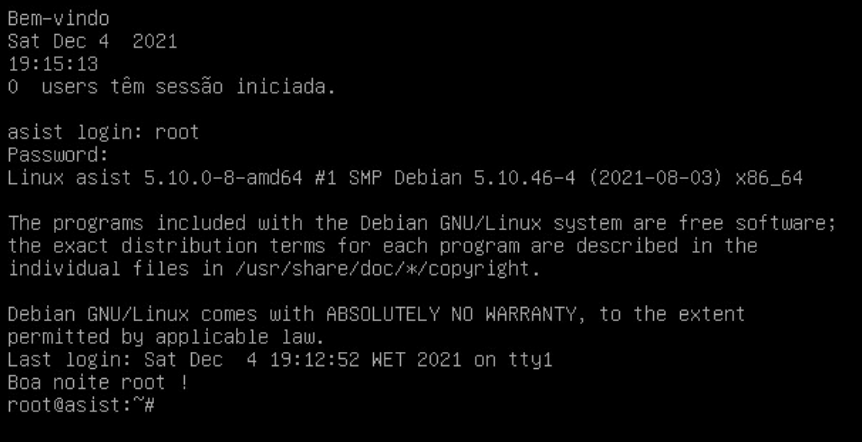 Bem-vindo
Sat Dec 4  2021
19:15:13
0  users têm sessão iniciada.

asist login: root
Password:
Linux asist 5.10.0-8-amd64 #1 SMP Debian 5.10.46-4 (2021-08-03) x86_64

The programs included with the Debian GNU/Linux system are free software;
the exact distribution terms for each program are described in the
individual files in /usr/share/doc/*/copyright.

Debian GNU/Linux comes with ABSOLUTELY NO WARRANTY, to the extent
permitted by applicable law.
Last login: Sat Dec  4 19:12:52 WET 2021 on tty1
Boa noite root !
root@asist:~#